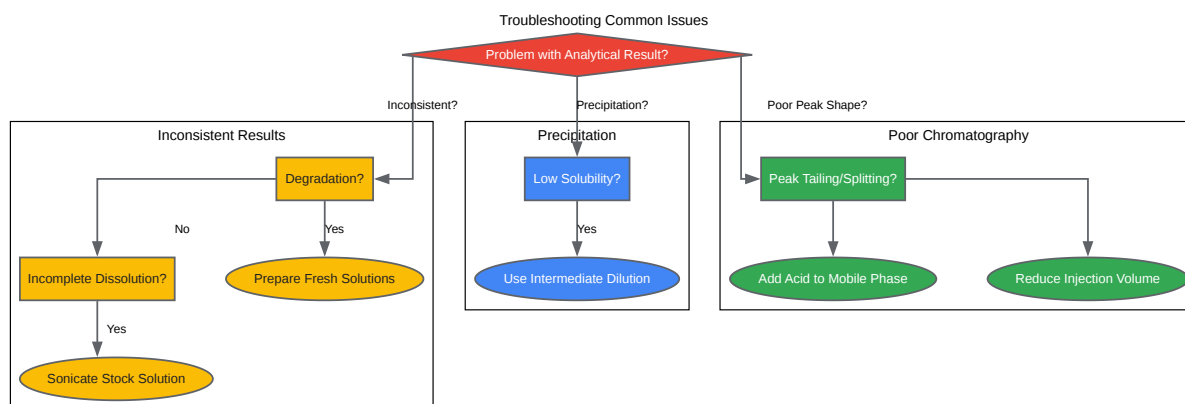 Troubleshooting Common Issues
Problem with Analytical Result?
Inconsistent?
Precipitation?
Poor Peak Shape?
Inconsistent Results
Precipitation
Poor Chromatography
Degradation?
Low Solubility?
Peak Tailing/Splitting?
No
Yes
Yes
Incomplete Dissolution?
Prepare Fresh Solutions
Use Intermediate Dilution
Add Acid to Mobile Phase
Reduce Injection Volume
Yes
Sonicate Stock Solution